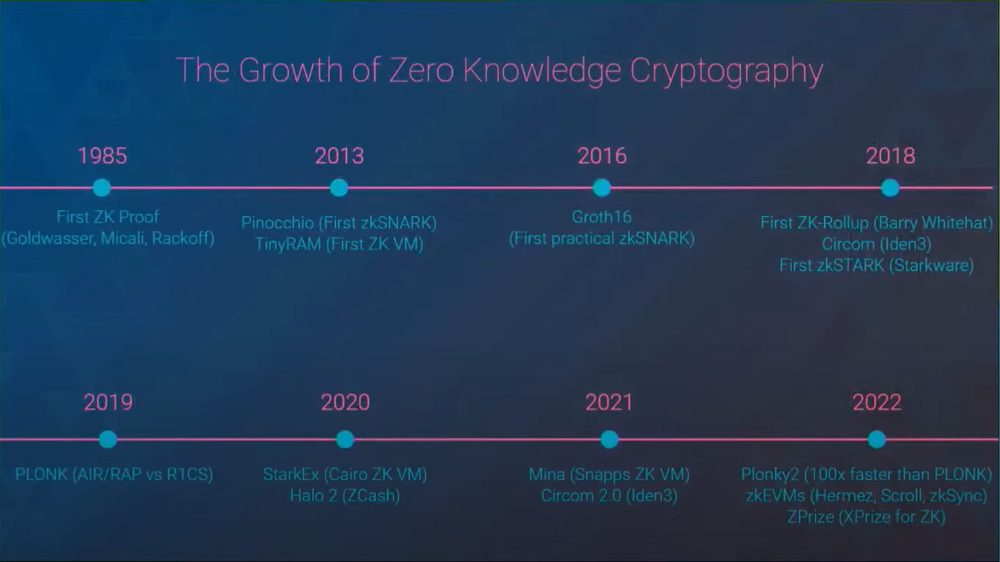 The Growth of Zero Knowledge Cryptography
1985
First ZK Proof
(Goldwasser, Micali, Rackoff)
2013
Pinocchio (First zkSNARK)
TinyRAM (First ZK VM)
2016
Groth16
(First practical zkSNARK)
2018
First ZK-Rollup (Barry Whitehat)
Circom (Iden3)
First zkSTARK (Starkware)
2019
PLONK (AIR/RAP vs R1CS)
2020
StarkEx (Cairo ZK VM)
Halo 2 (ZCash)
2021
Mina (Snapps ZK VM)
Circom 2.0 (Iden3)
2022
Plonky2 (100x faster than PLONK)
zkEVMs (Hermez, Scroll, zkSync)
ZPrize (XPrize for ZK)